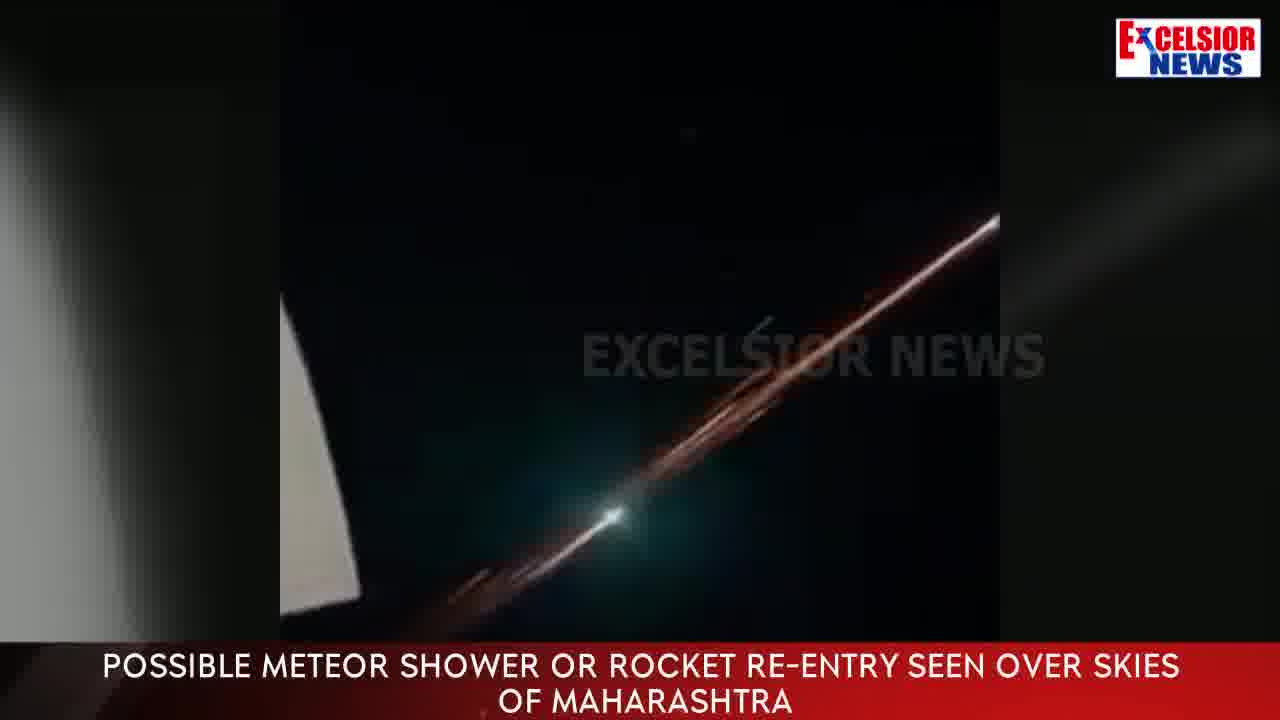 EXCELSIOR
NEWS
EXCELSIOR NEWS
POSSIBLE METEOR SHOWER OR ROCKET RE-ENTRY SEEN OVER SKIES
OF MAHARASHTRA